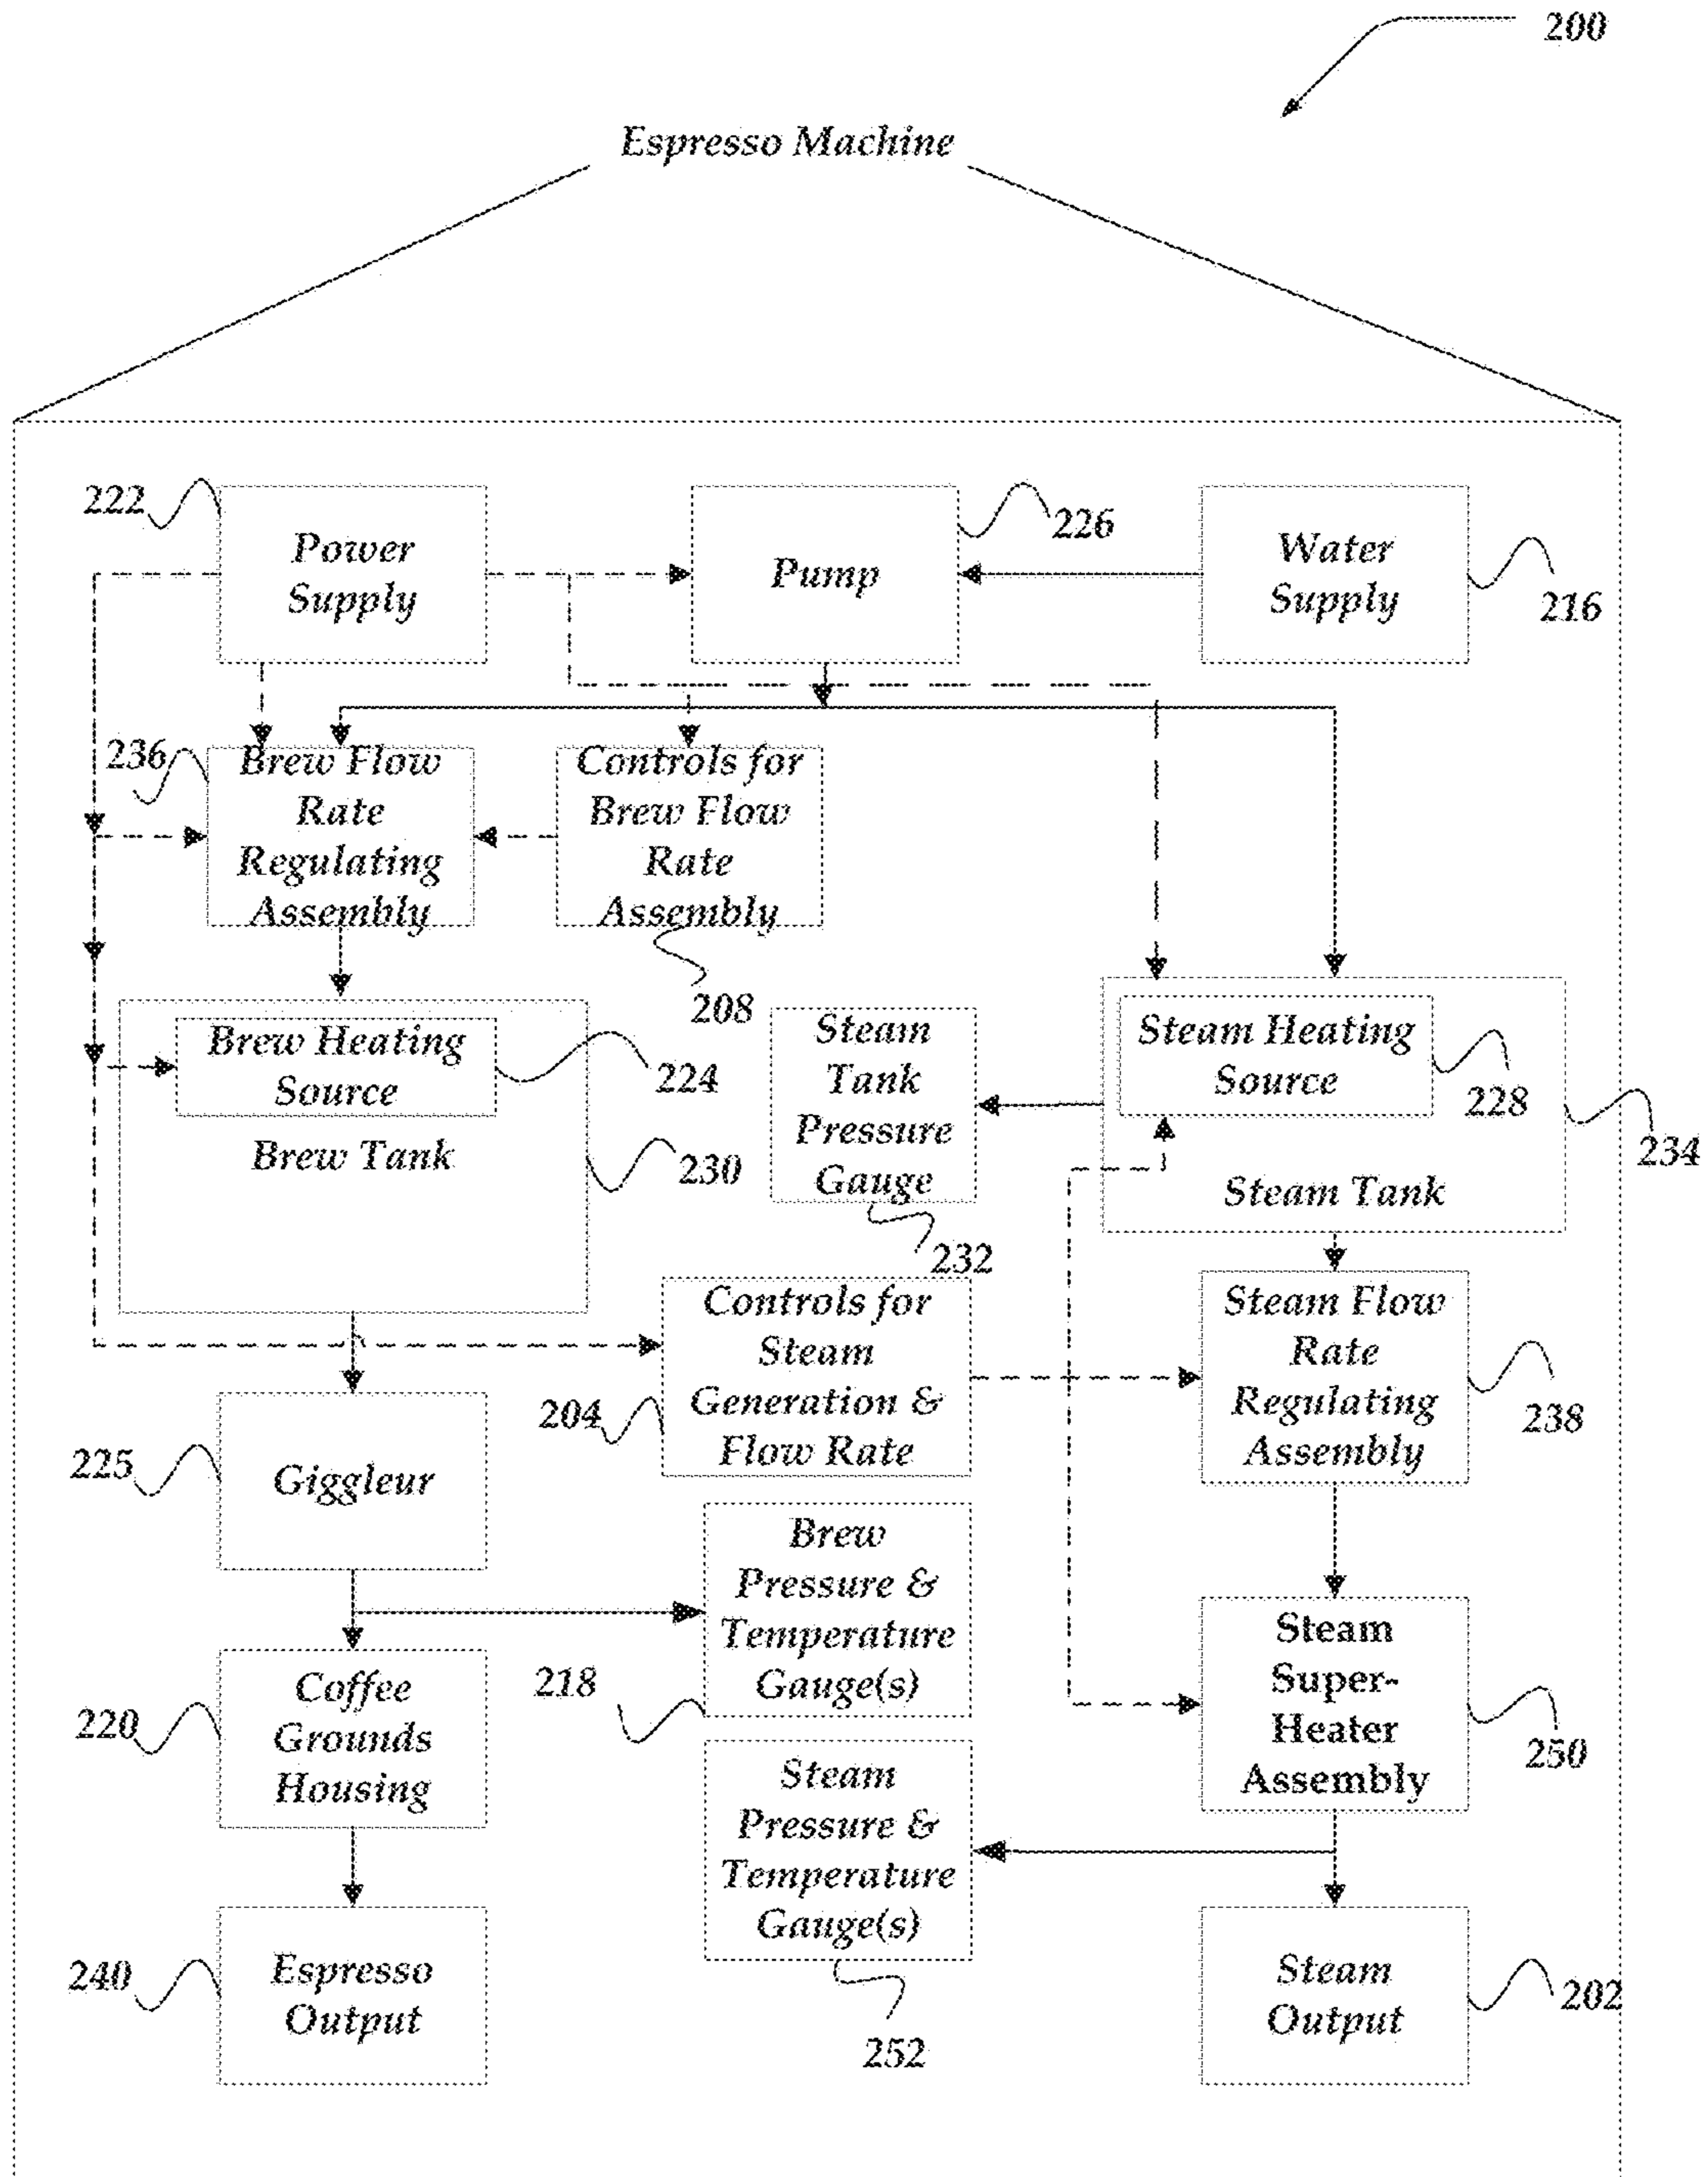 200
Espresso Machine
222
Power
Supply
Pump
226
Water
Supply
216
236
Brew Flow
Rate
Regulating
Assembly
Controls for
Brew Flow
Rate
Assembly
208
Brew Heating
Source
224
Brew Tank
230
Steam
Tank
Pressure
Gauge
232
Steam Heating
Source
228
234
Steam Tank
Controls for
Steam
Generation &
Flow Rate
204
Steam Flow
Rate
Regulating
Assembly
238
225
Giggleur
Brew
Pressure &
Temperature
Gauge(s)
218
Steam
Super-
Heater
Assembly
250
220
Coffee
Grounds
Housing
Steam
Pressure &
Temperature
Gauge(s)
252
240
Espresso
Output
Steam
Output
202